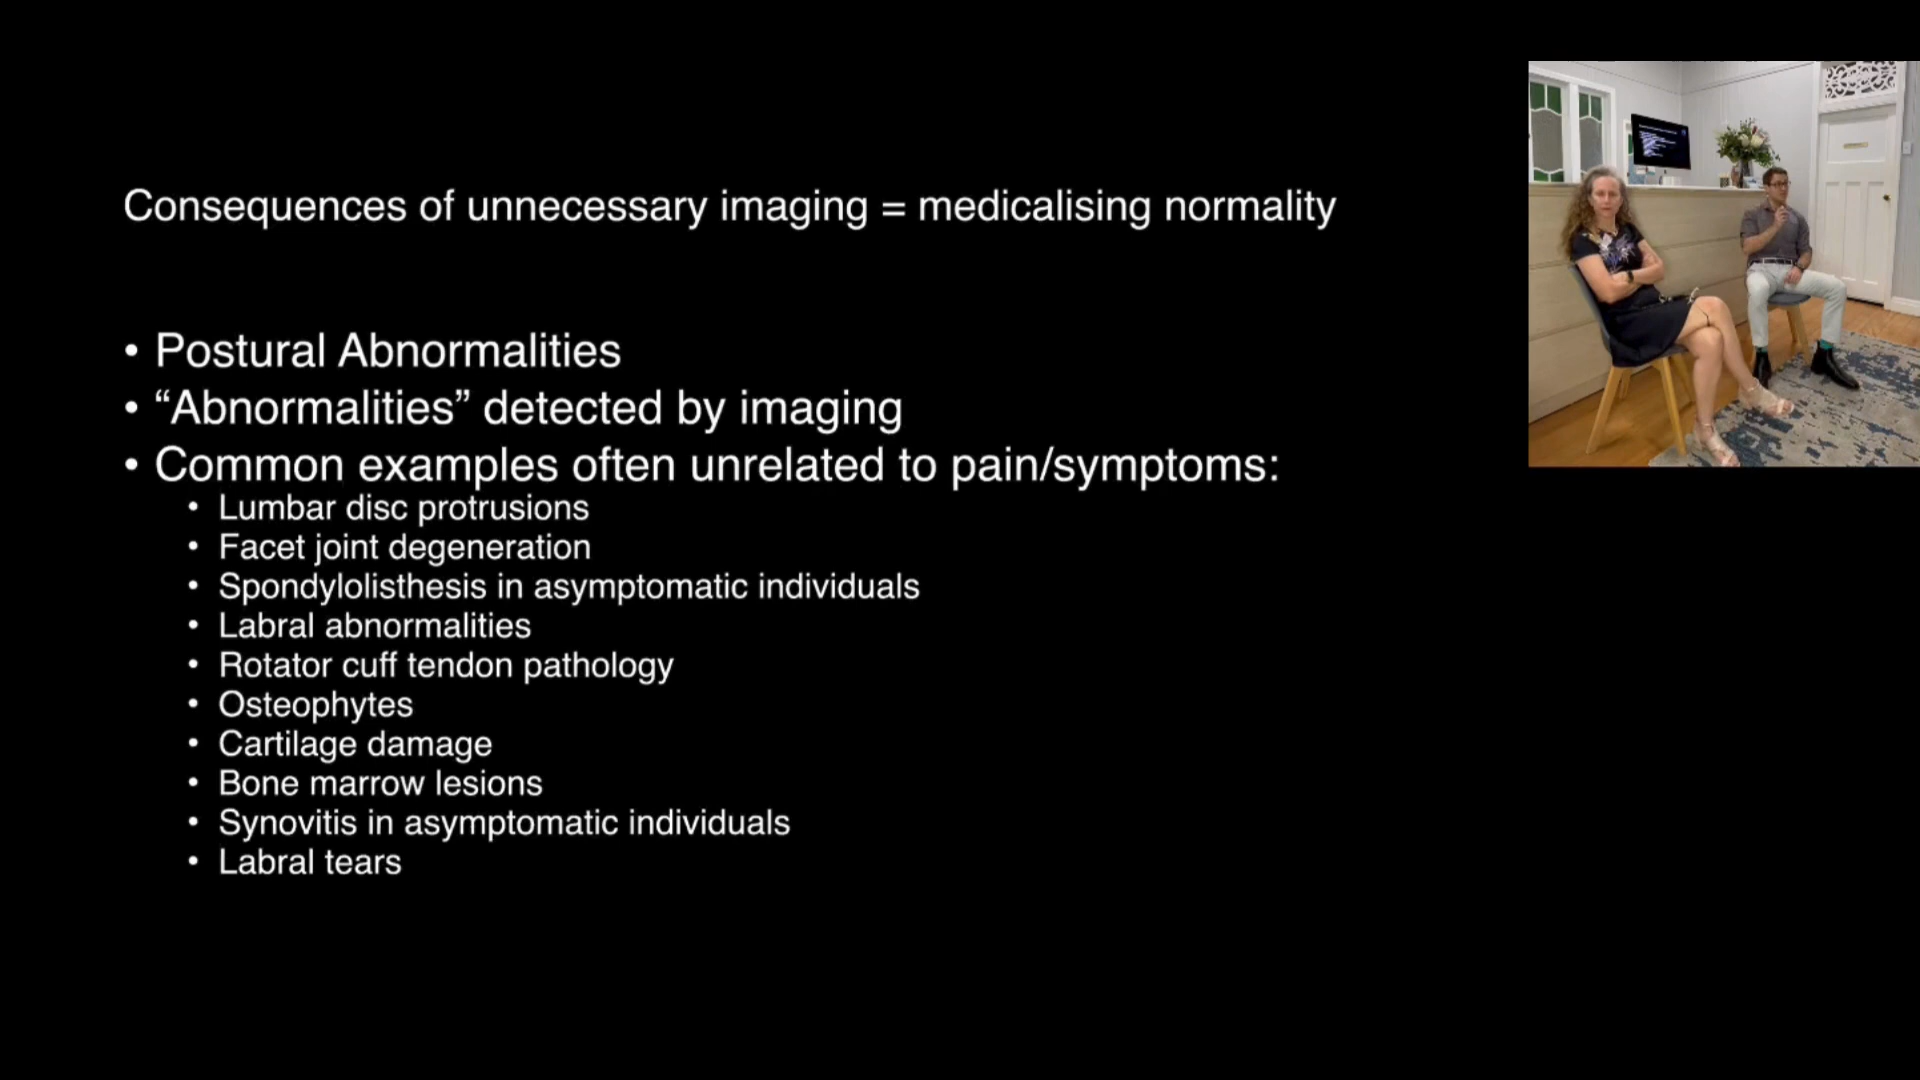 Consequences of unnecessary imaging = medicalising normality
• Postural Abnormalities
• “Abnormalities” detected by imaging
• Common examples often unrelated to pain/symptoms:
• Lumbar disc protrusions
• Facet joint degeneration
• Spondylolisthesis in asymptomatic individuals
• Labral abnormalities
• Rotator cuff tendon pathology
• Osteophytes
• Cartilage damage
• Bone marrow lesions
• Synovitis in asymptomatic individuals
• Labral tears